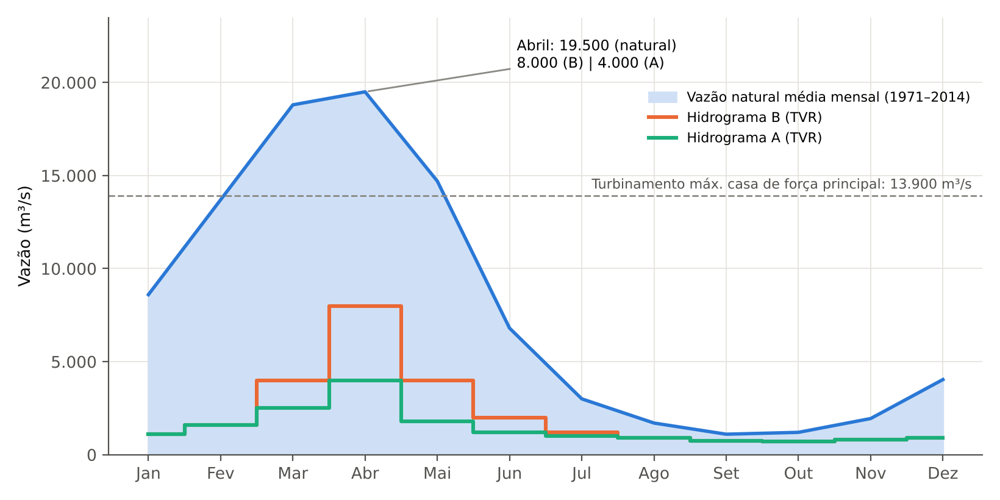 Abril: 19.500 (natural)
8.000 (B) | 4.000 (A)
Vazão natural média mensal (1971–2014)
Hidrograma B (TVR)
Hidrograma A (TVR)
Turbinamento máx. casa de força principal: 13.900 m³/s
Vazão (m³/s)
20.000
15.000
10.000
5.000
0
Jan Fev Mar Abr Mai Jun Jul Ago Set Out Nov Dez